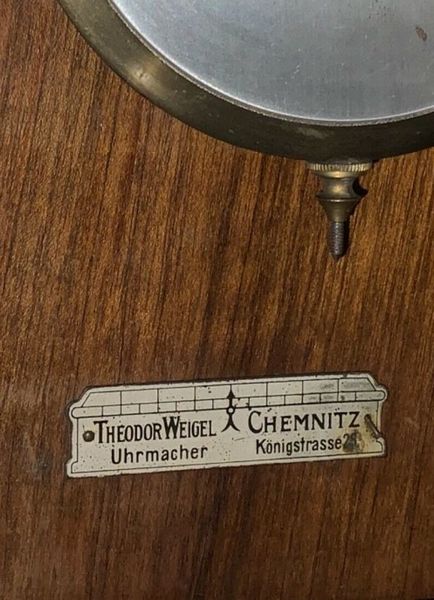 THEODOR WEIGEL CHEMNITZ
Uhrmacher Königstrasse